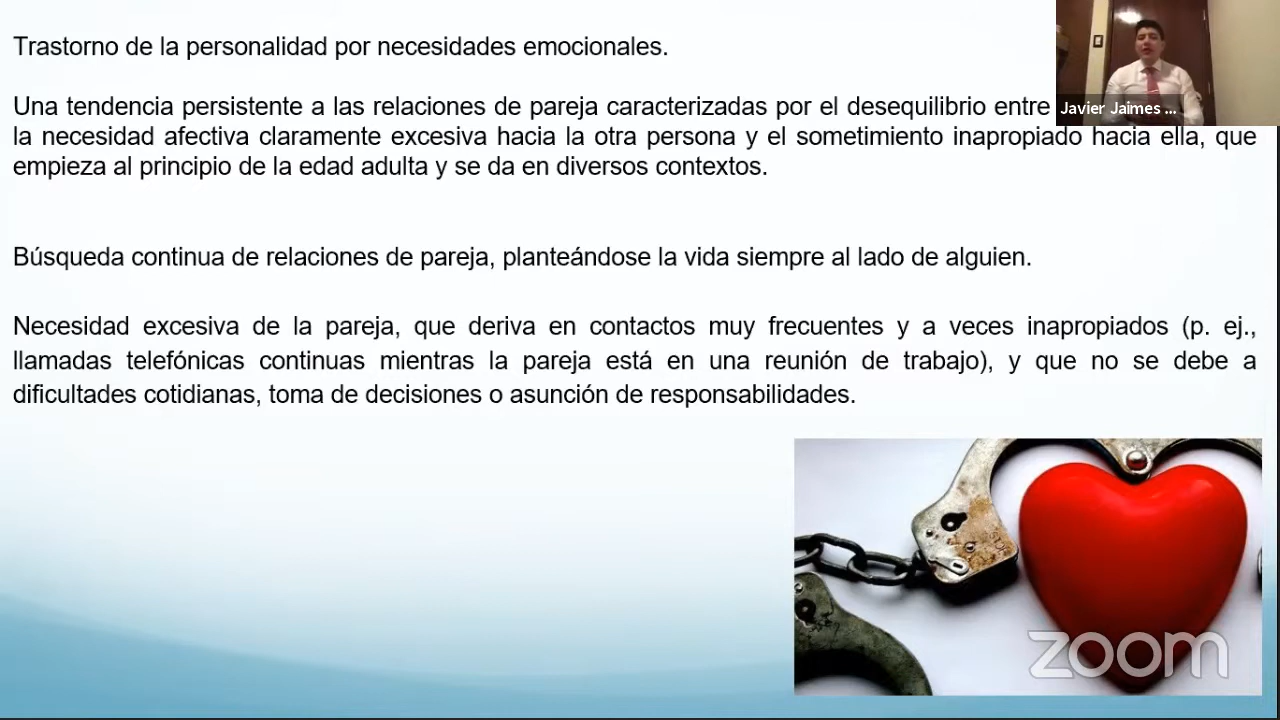 Trastorno de la personalidad por necesidades emocionales.
Una tendencia persistente a las relaciones de pareja caracterizadas por el desequilibrio entre
la necesidad afectiva claramente excesiva hacia la otra persona y el sometimiento inapropiado hacia ella, que
empieza al principio de la edad adulta y se da en diversos contextos.
Javier Jaimes ...
Búsqueda continua de relaciones de pareja, planteándose la vida siempre al lado de alguien.
Necesidad excesiva de la pareja, que deriva en contactos muy frecuentes y a veces inapropiados (p. ej.,
llamadas telefónicas continuas mientras la pareja está en una reunión de trabajo), y que no se debe a
dificultades cotidianas, toma de decisiones o asunción de responsabilidades.
zoom